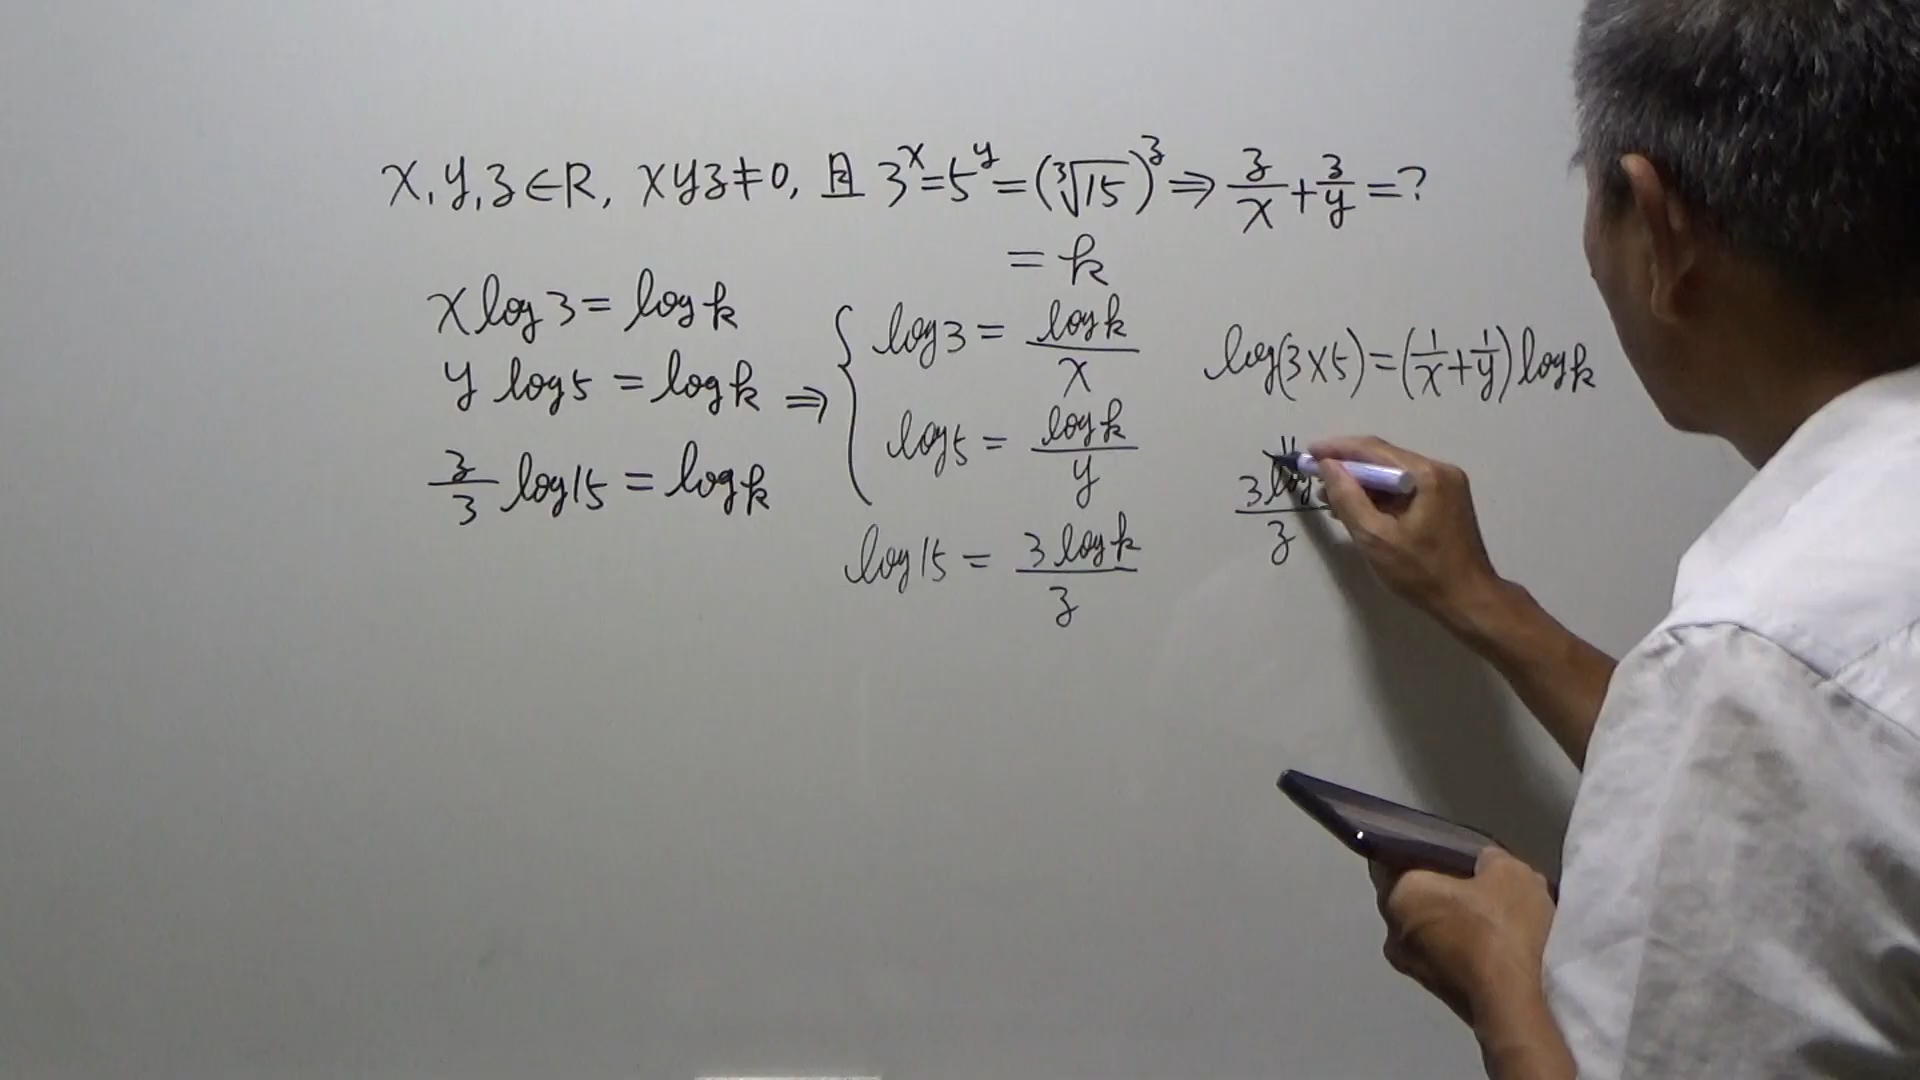 x, y, z ∈ R, xyz ≠ 0, 且 3^x = 5^y = (∛15)^z ⇒ z/x + z/y = ?
= k
x log 3 = log k
y log 5 = log k
z/3 log 15 = log k
⇒ { log 3 = log k / x
log 5 = log k / y
log 15 = 3 log k / z
log(3×5) = (1/x + 1/y) log k